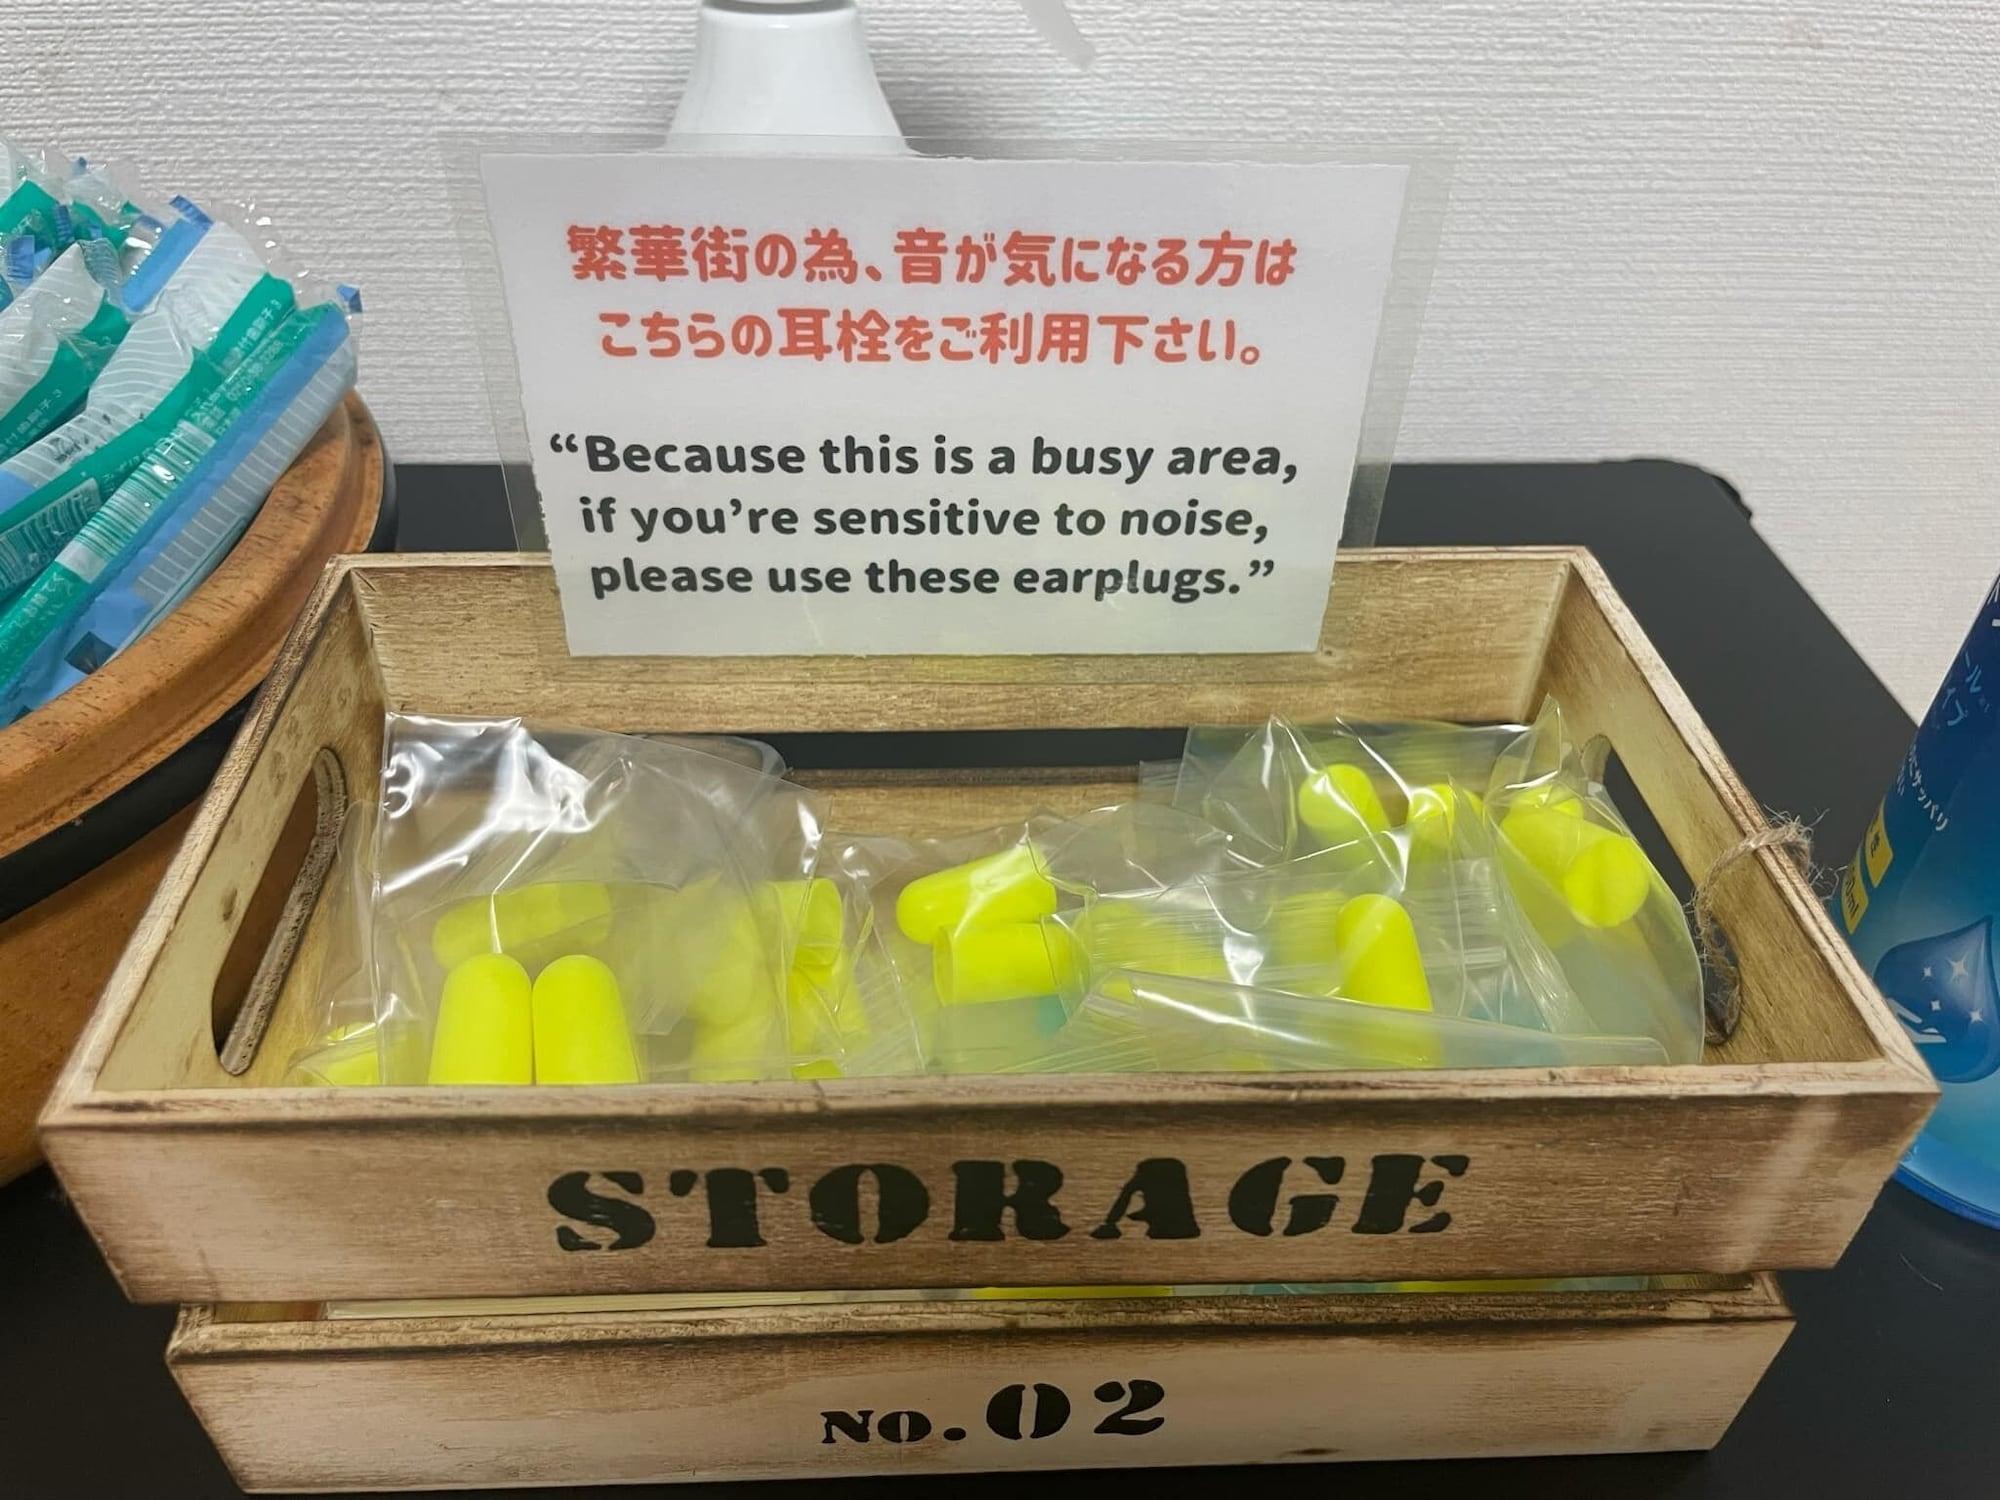 繁華街の為、音が気になる方は
こちらの耳栓をご利用下さい。
“Because this is a busy area,
if you’re sensitive to noise,
please use these earplugs.”
STORAGE
NO.02